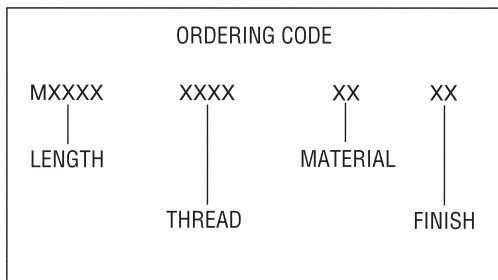 ORDERING CODE
MXXXX XXXX XX XX
LENGTH MATERIAL
THREAD FINISH